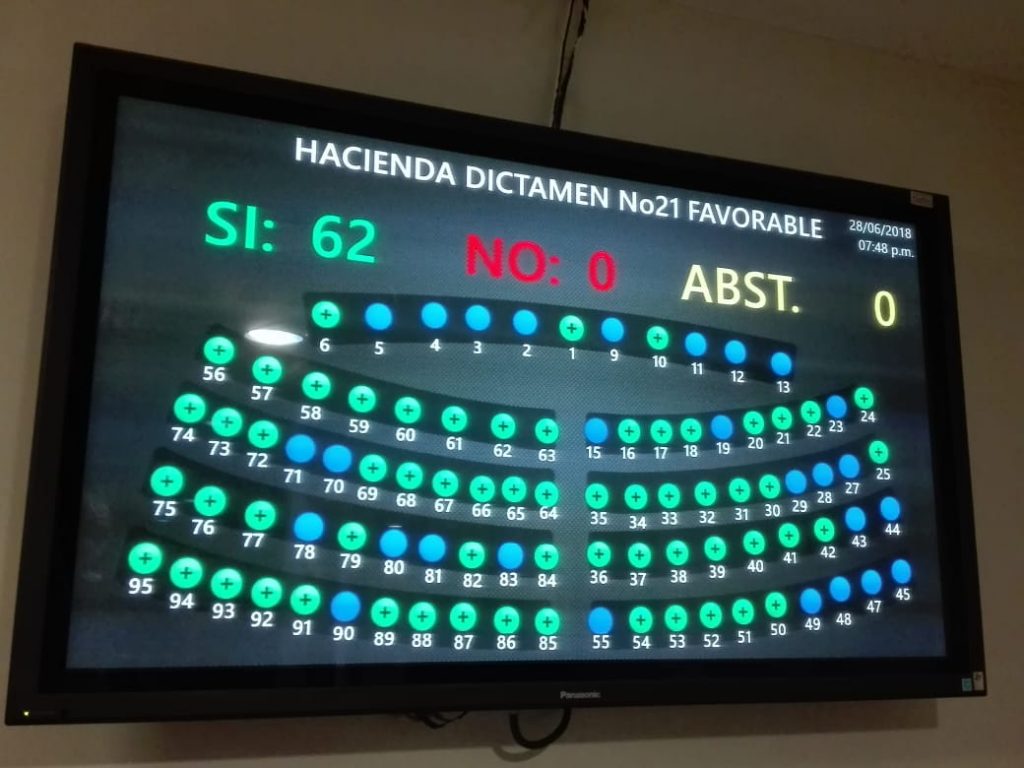 HACIENDA DICTAMEN No21 FAVORABLE
28/06/2018
07:48 p.m.
SI: 62
NO: 0
ABST. 0
6 5 4 3 2 1 9 10 11 12 13
56 57 58 59 60 61 62 63
15 16 17 18 19 20 21 22 23 24
74 73 72 71 70 69 68 67 66 65 64
35 34 33 32 31 30 29 28 27 25
75 76 77 78 79 80 81 82 83 84
36 37 38 39 40 41 42 43 44
95 94 93 92 91 90 89 88 87 86 85
55 54 53 52 51 50 49 48 47 45
Panasonic